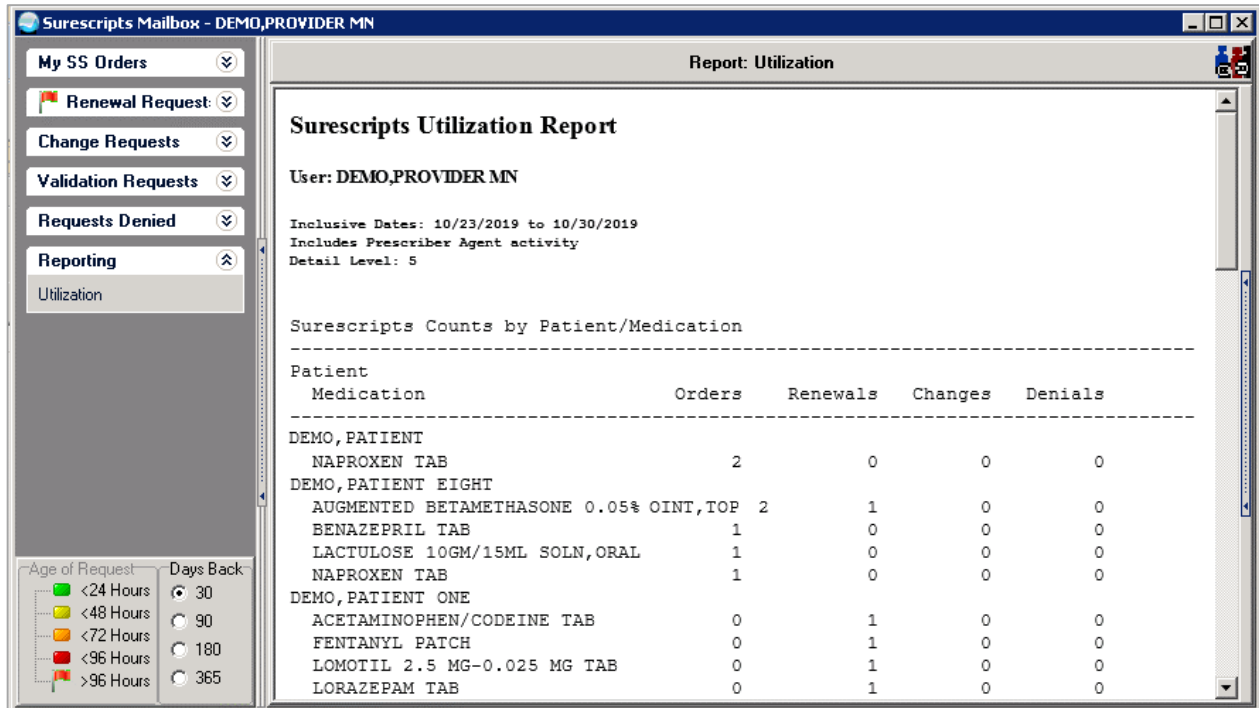 Surescripts Mailbox - DEMO,PROVIDER MN
My SS Orders
Renewal Request:
Change Requests
Validation Requests
Requests Denied
Reporting
Utilization
Age of Request
<24 Hours
<48 Hours
<72 Hours
<96 Hours
>96 Hours
Days Back
30
90
180
365
Report: Utilization
Surescripts Utilization Report
User: DEMO,PROVIDER MN
Inclusive Dates: 10/23/2019 to 10/30/2019
Includes Prescriber Agent activity
Detail Level: 5
Surescripts Counts by Patient/Medication
--------------------------------------------------------------------------------
Patient
Medication Orders Renewals Changes Denials
--------------------------------------------------------------------------------
DEMO,PATIENT
NAPROXEN TAB 2 0 0 0
DEMO,PATIENT EIGHT
AUGMENTED BETAMETHASONE 0.05% OINT,TOP 2 1 0 0
BENAZEPRIL TAB 1 0 0 0
LACTULOSE 10GM/15ML SOLN,ORAL 1 0 0 0
NAPROXEN TAB 1 0 0 0
DEMO,PATIENT ONE
ACETAMINOPHEN/CODEINE TAB 0 1 0 0
FENTANYL PATCH 0 1 0 0
LOMOTIL 2.5 MG-0.025 MG TAB 0 1 0 0
LORAZEPAM TAB 0 1 0 0